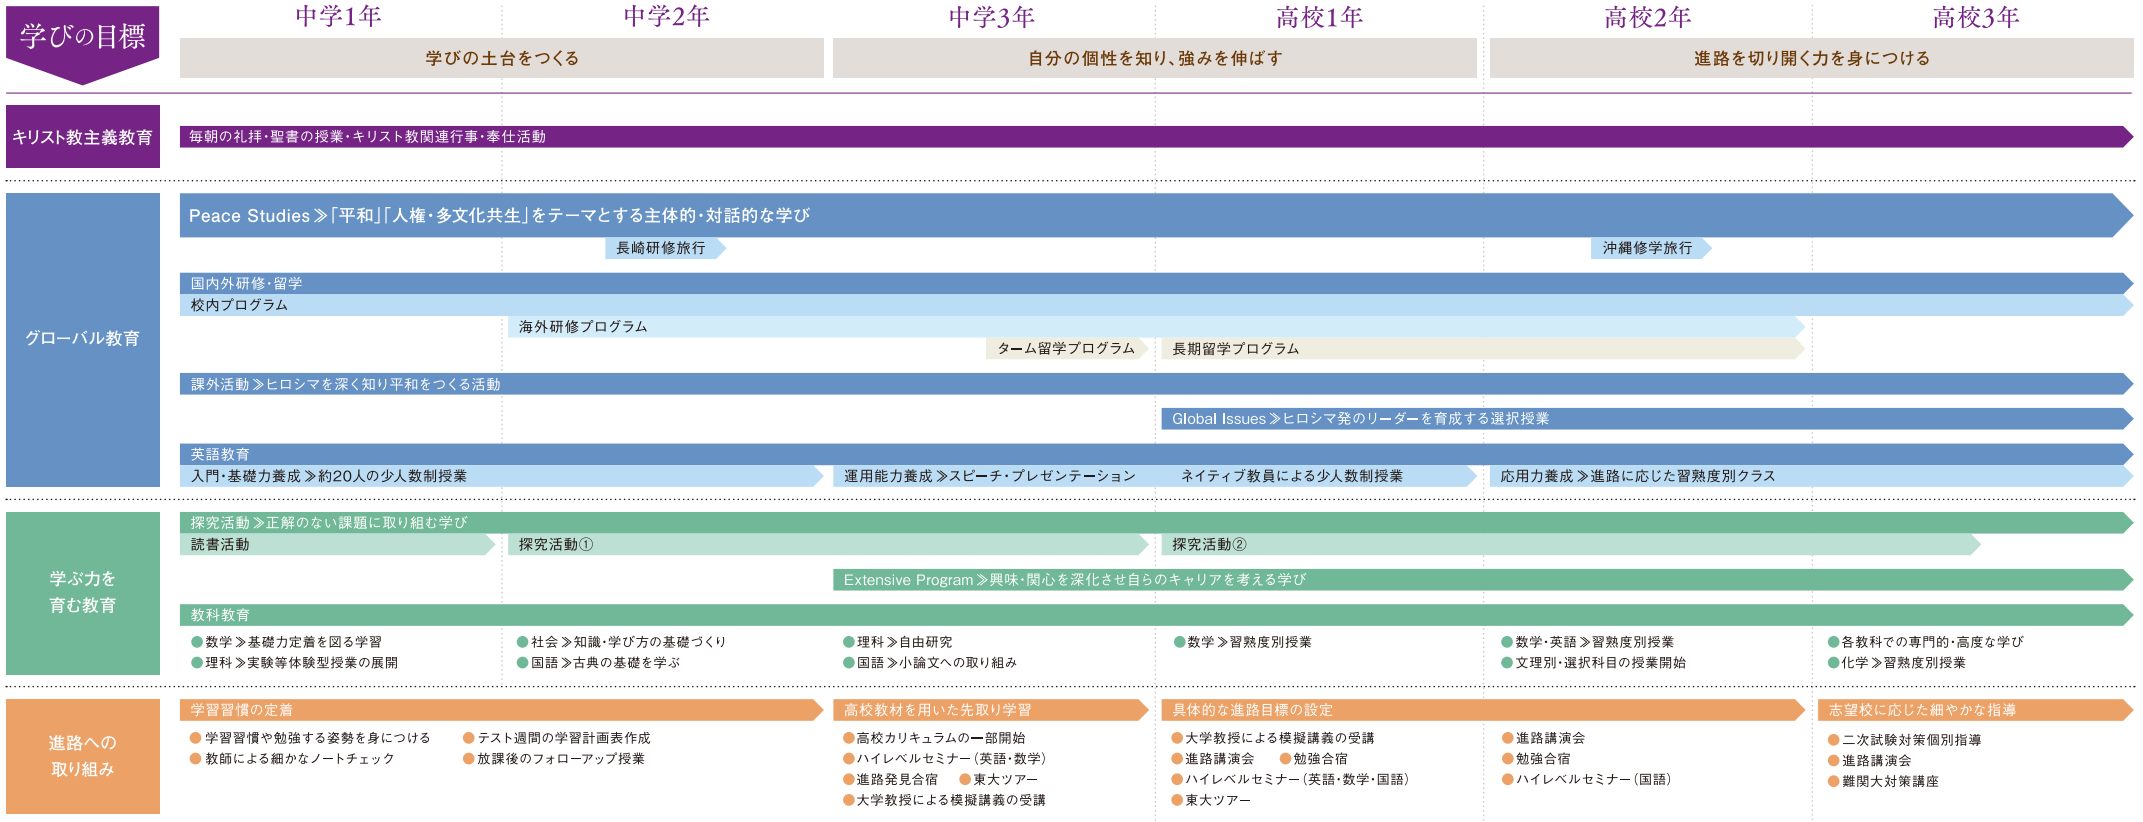 学びの目標
中学1年
中学2年
中学3年
高校1年
高校2年
高校3年
学びの土台をつくる
自分の個性を知り、強みを伸ばす
進路を切り開く力を身につける
キリスト教主義教育
毎朝の礼拝・聖書の授業・キリスト教関連行事・奉仕活動
グローバル教育
Peace Studies≫「平和」「人権・多文化共生」をテーマとする主体的・対話的な学び
長崎研修旅行
沖縄修学旅行
国内外研修・留学
校内プログラム
海外研修プログラム
ターム留学プログラム
長期留学プログラム
課外活動≫ヒロシマを深く知り平和をつくる活動
Global Issues≫ヒロシマ発のリーダーを育成する選択授業
英語教育
入門・基礎力養成≫約20人の少人数制授業
運用能力養成≫スピーチ・プレゼンテーション
ネイティブ教員による少人数制授業
応用力養成≫進路に応じた習熟度別クラス
学ぶ力を
育む教育
探究活動≫正解のない課題に取り組む学び
読書活動
探究活動①
探究活動②
Extensive Program≫興味・関心を深化させ自らのキャリアを考える学び
教科教育
●数学≫基礎力定着を図る学習
●理科≫実験等体験型授業の展開
●社会≫知識・学び方の基礎づくり
●国語≫古典の基礎を学ぶ
●理科≫自由研究
●国語≫小論文への取り組み
●数学≫習熟度別授業
●数学・英語≫習熟度別授業
●文理別・選択科目の授業開始
●各教科での専門的・高度な学び
●化学≫習熟度別授業
進路への
取り組み
学習習慣の定着
●学習習慣や勉強する姿勢を身につける
●教師による細かなノートチェック
●テスト週間の学習計画表作成
●放課後のフォローアップ授業
高校教材を用いた先取り学習
●高校カリキュラムの一部開始
●ハイレベルセミナー（英語・数学）
●進路発見合宿 ●東大ツアー
●大学教授による模擬講義の受講
具体的な進路目標の設定
●大学教授による模擬講義の受講
●進路講演会 ●勉強合宿
●ハイレベルセミナー（英語・数学・国語）
●東大ツアー
●進路講演会
●勉強合宿
●ハイレベルセミナー（国語）
志望校に応じた細やかな指導
●二次試験対策個別指導
●進路講演会
●難関大対策講座